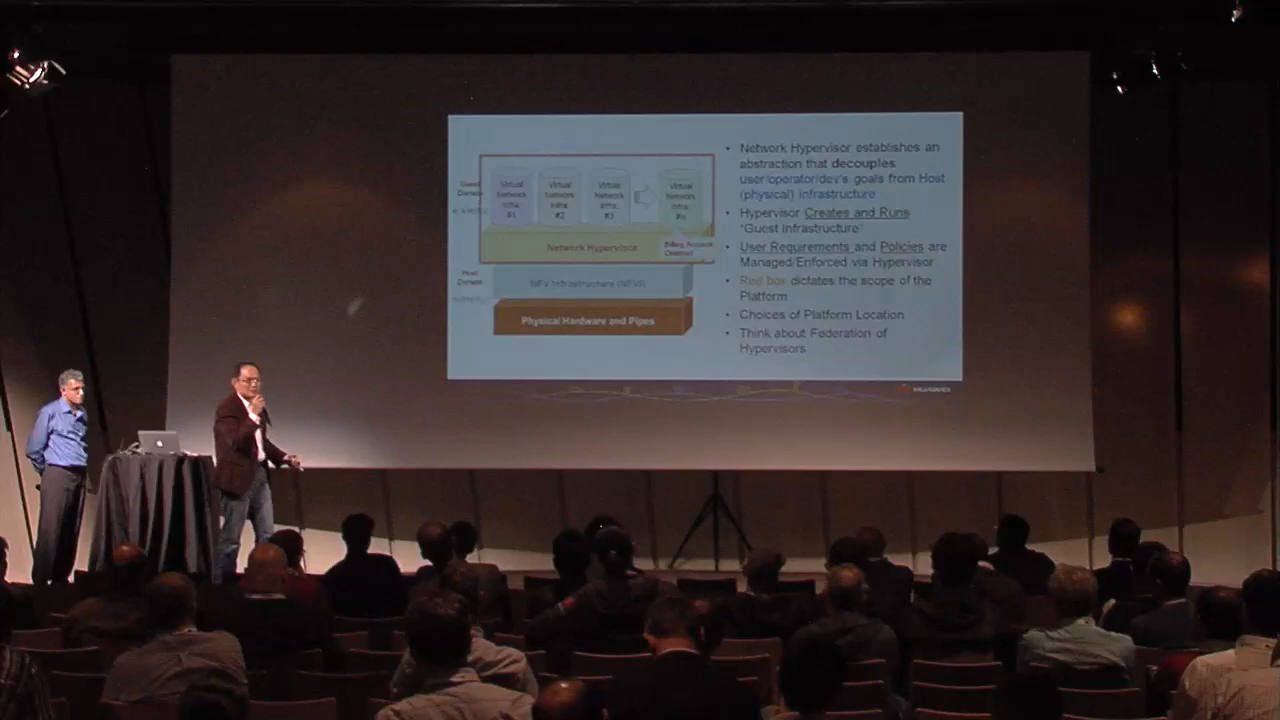 Guest
Domain
Virtual
Network
Infra:
#1
Virtual
Network
Infra:
#2
Virtual
Network
Infra:
#3
Virtual
Network
Infra:
Network Hypervisor
Host
Domain
NFV Infrastructure (NFVI)
Physical Hardware and Pipes
• Network Hypervisor establishes an
abstraction that decouples
user/operator/dev's goals from Host
(physical) infrastructure
• Hypervisor Creates and Runs
"Guest Infrastructure"
• User Requirements and Policies are
Managed/Enforced via Hypervisor
• Red box dictates the scope of the
Platform
• Choices of Platform Location
• Think about Federation of
Hypervisors
HUAWEI